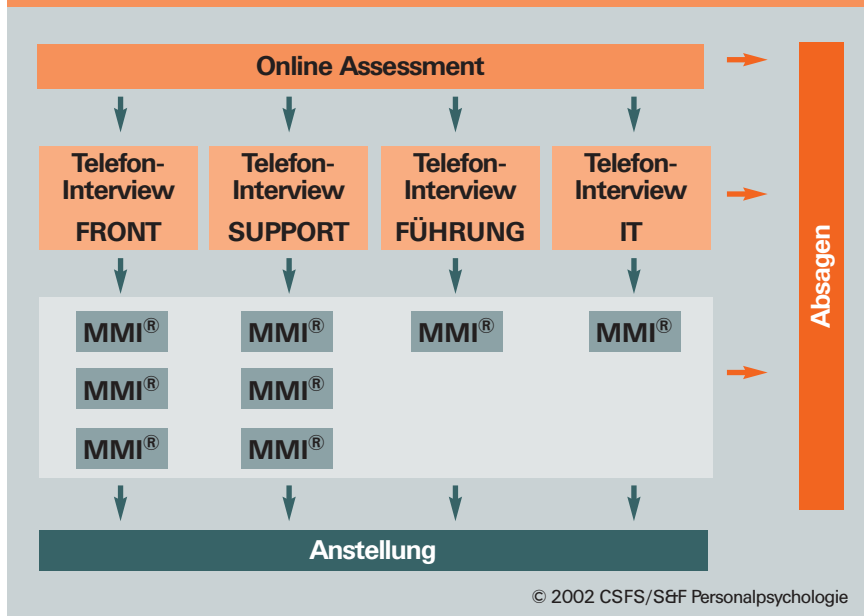 Online Assessment
Telefon-
Interview
FRONT
Telefon-
Interview
SUPPORT
Telefon-
Interview
FÜHRUNG
Telefon-
Interview
IT
Absagen
MMI®
MMI®
MMI®
MMI®
MMI®
MMI®
MMI®
MMI®
Anstellung
© 2002 CSFS/S&F Personalpsychologie